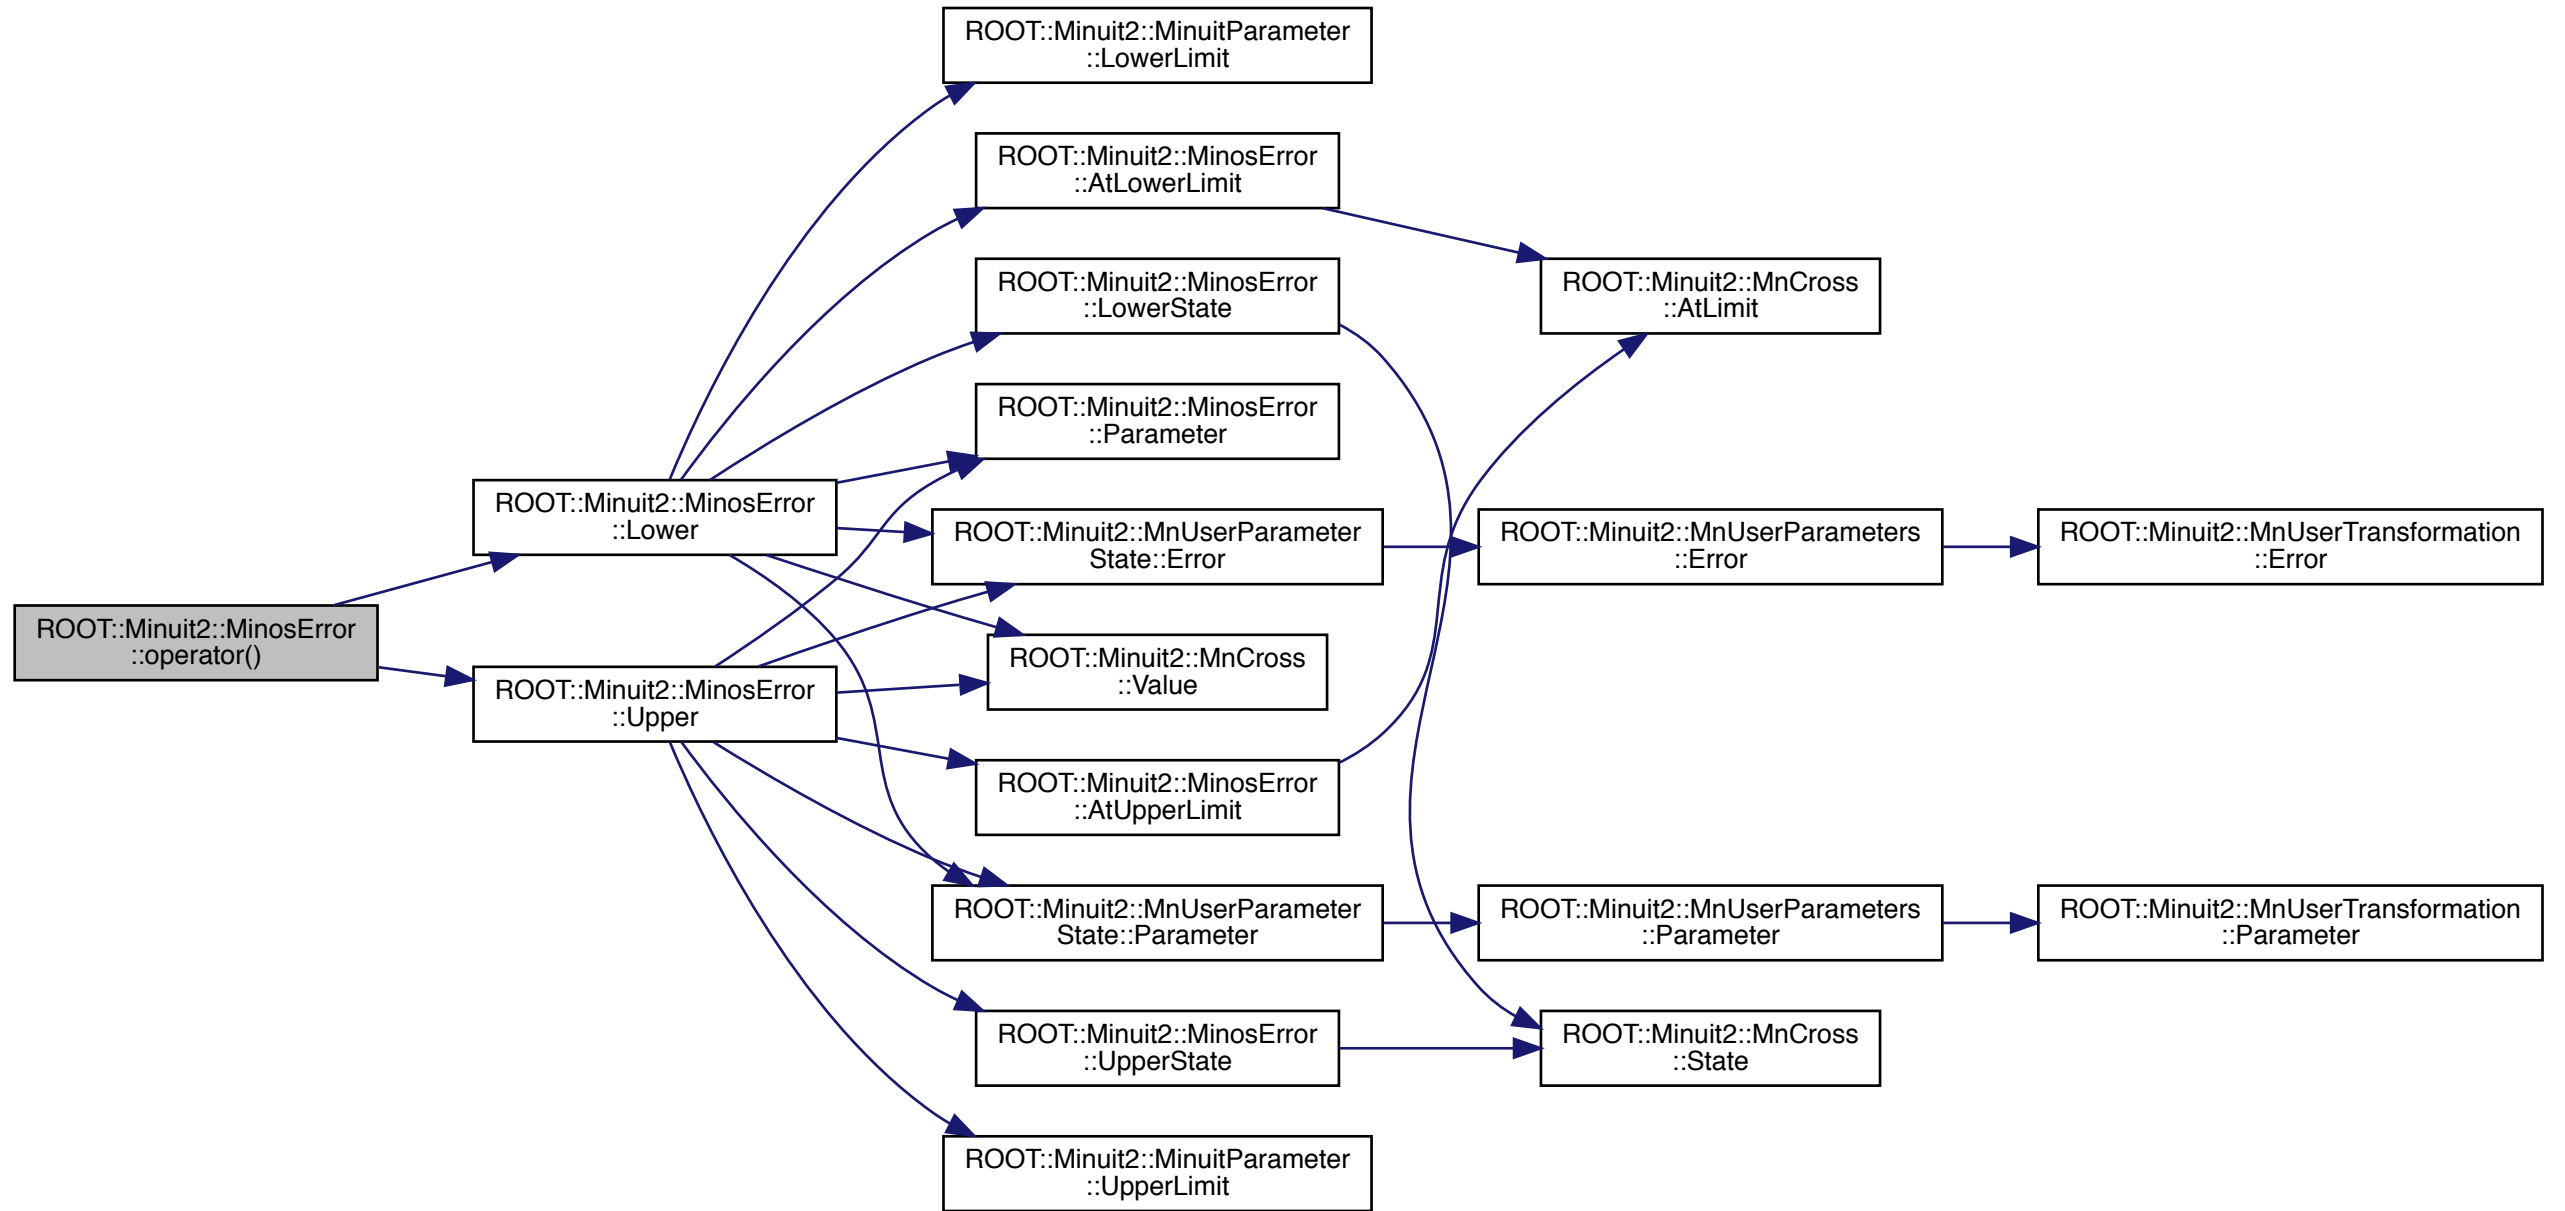 ROOT::Minuit2::MinosError
::operator()
ROOT::Minuit2::MinosError
::Lower
ROOT::Minuit2::MinosError
::Upper
ROOT::Minuit2::MinuitParameter
::LowerLimit
ROOT::Minuit2::MinosError
::AtLowerLimit
ROOT::Minuit2::MinosError
::LowerState
ROOT::Minuit2::MinosError
::Parameter
ROOT::Minuit2::MnUserParameter
State::Error
ROOT::Minuit2::MnCross
::Value
ROOT::Minuit2::MinosError
::AtUpperLimit
ROOT::Minuit2::MnUserParameter
State::Parameter
ROOT::Minuit2::MinosError
::UpperState
ROOT::Minuit2::MinuitParameter
::UpperLimit
ROOT::Minuit2::MnCross
::AtLimit
ROOT::Minuit2::MnUserParameters
::Error
ROOT::Minuit2::MnUserParameters
::Parameter
ROOT::Minuit2::MnCross
::State
ROOT::Minuit2::MnUserTransformation
::Error
ROOT::Minuit2::MnUserTransformation
::Parameter